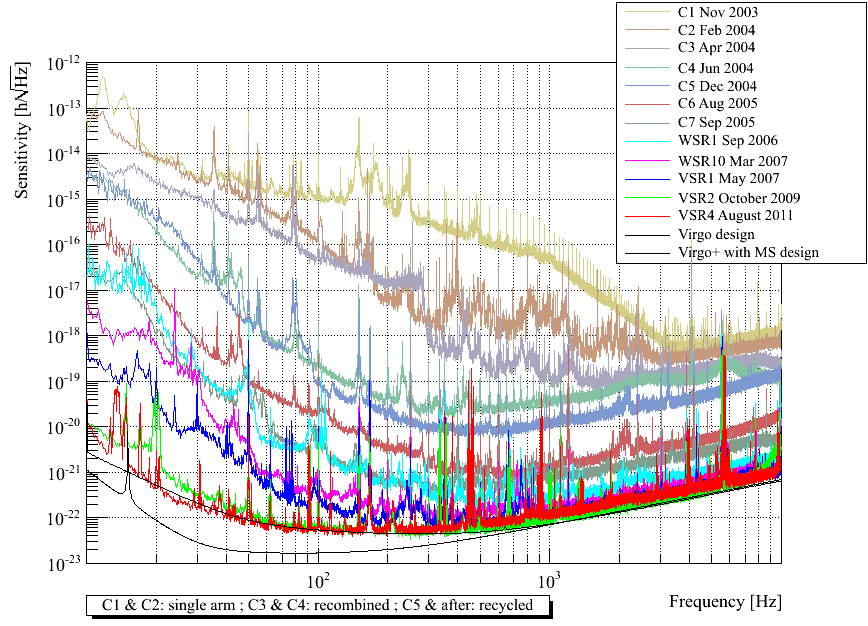 C1 Nov 2003
C2 Feb 2004
C3 Apr 2004
C4 Jun 2004
C5 Dec 2004
C6 Aug 2005
C7 Sep 2005
WSR1 Sep 2006
WSR10 Mar 2007
VSR1 May 2007
VSR2 October 2009
VSR4 August 2011
Virgo design
Virgo+ with MS design
Sensitivity [h/√Hz]
10⁻¹²
10⁻¹³
10⁻¹⁴
10⁻¹⁵
10⁻¹⁶
10⁻¹⁷
10⁻¹⁸
10⁻¹⁹
10⁻²⁰
10⁻²¹
10⁻²²
10⁻²³
10²
10³
Frequency [Hz]
C1 & C2: single arm ; C3 & C4: recombined ; C5 & after: recycled